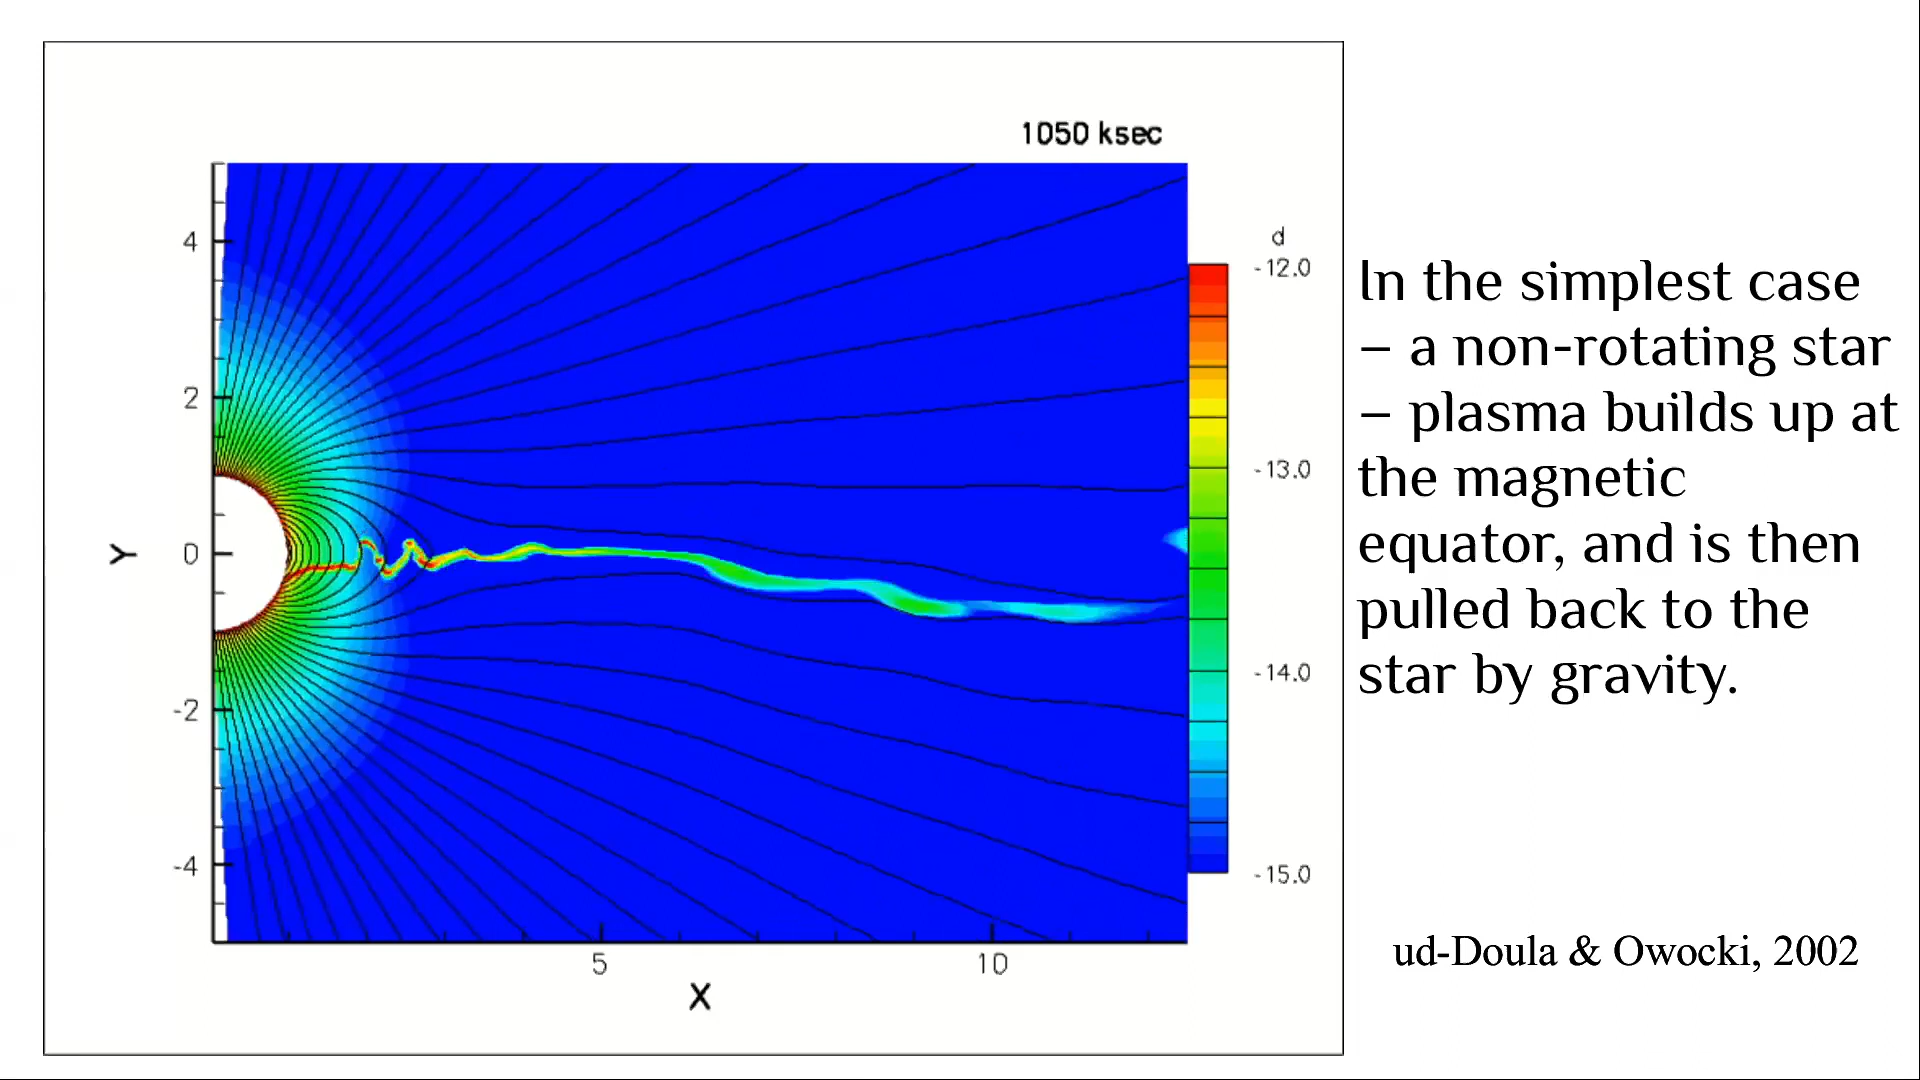 1050 ksec
d
-12.0
-13.0
-14.0
-15.0
4
2
0
-2
-4
Y
5
10
X
In the simplest case
– a non-rotating star
– plasma builds up at
the magnetic
equator, and is then
pulled back to the
star by gravity.
ud-Doula & Owocki, 2002